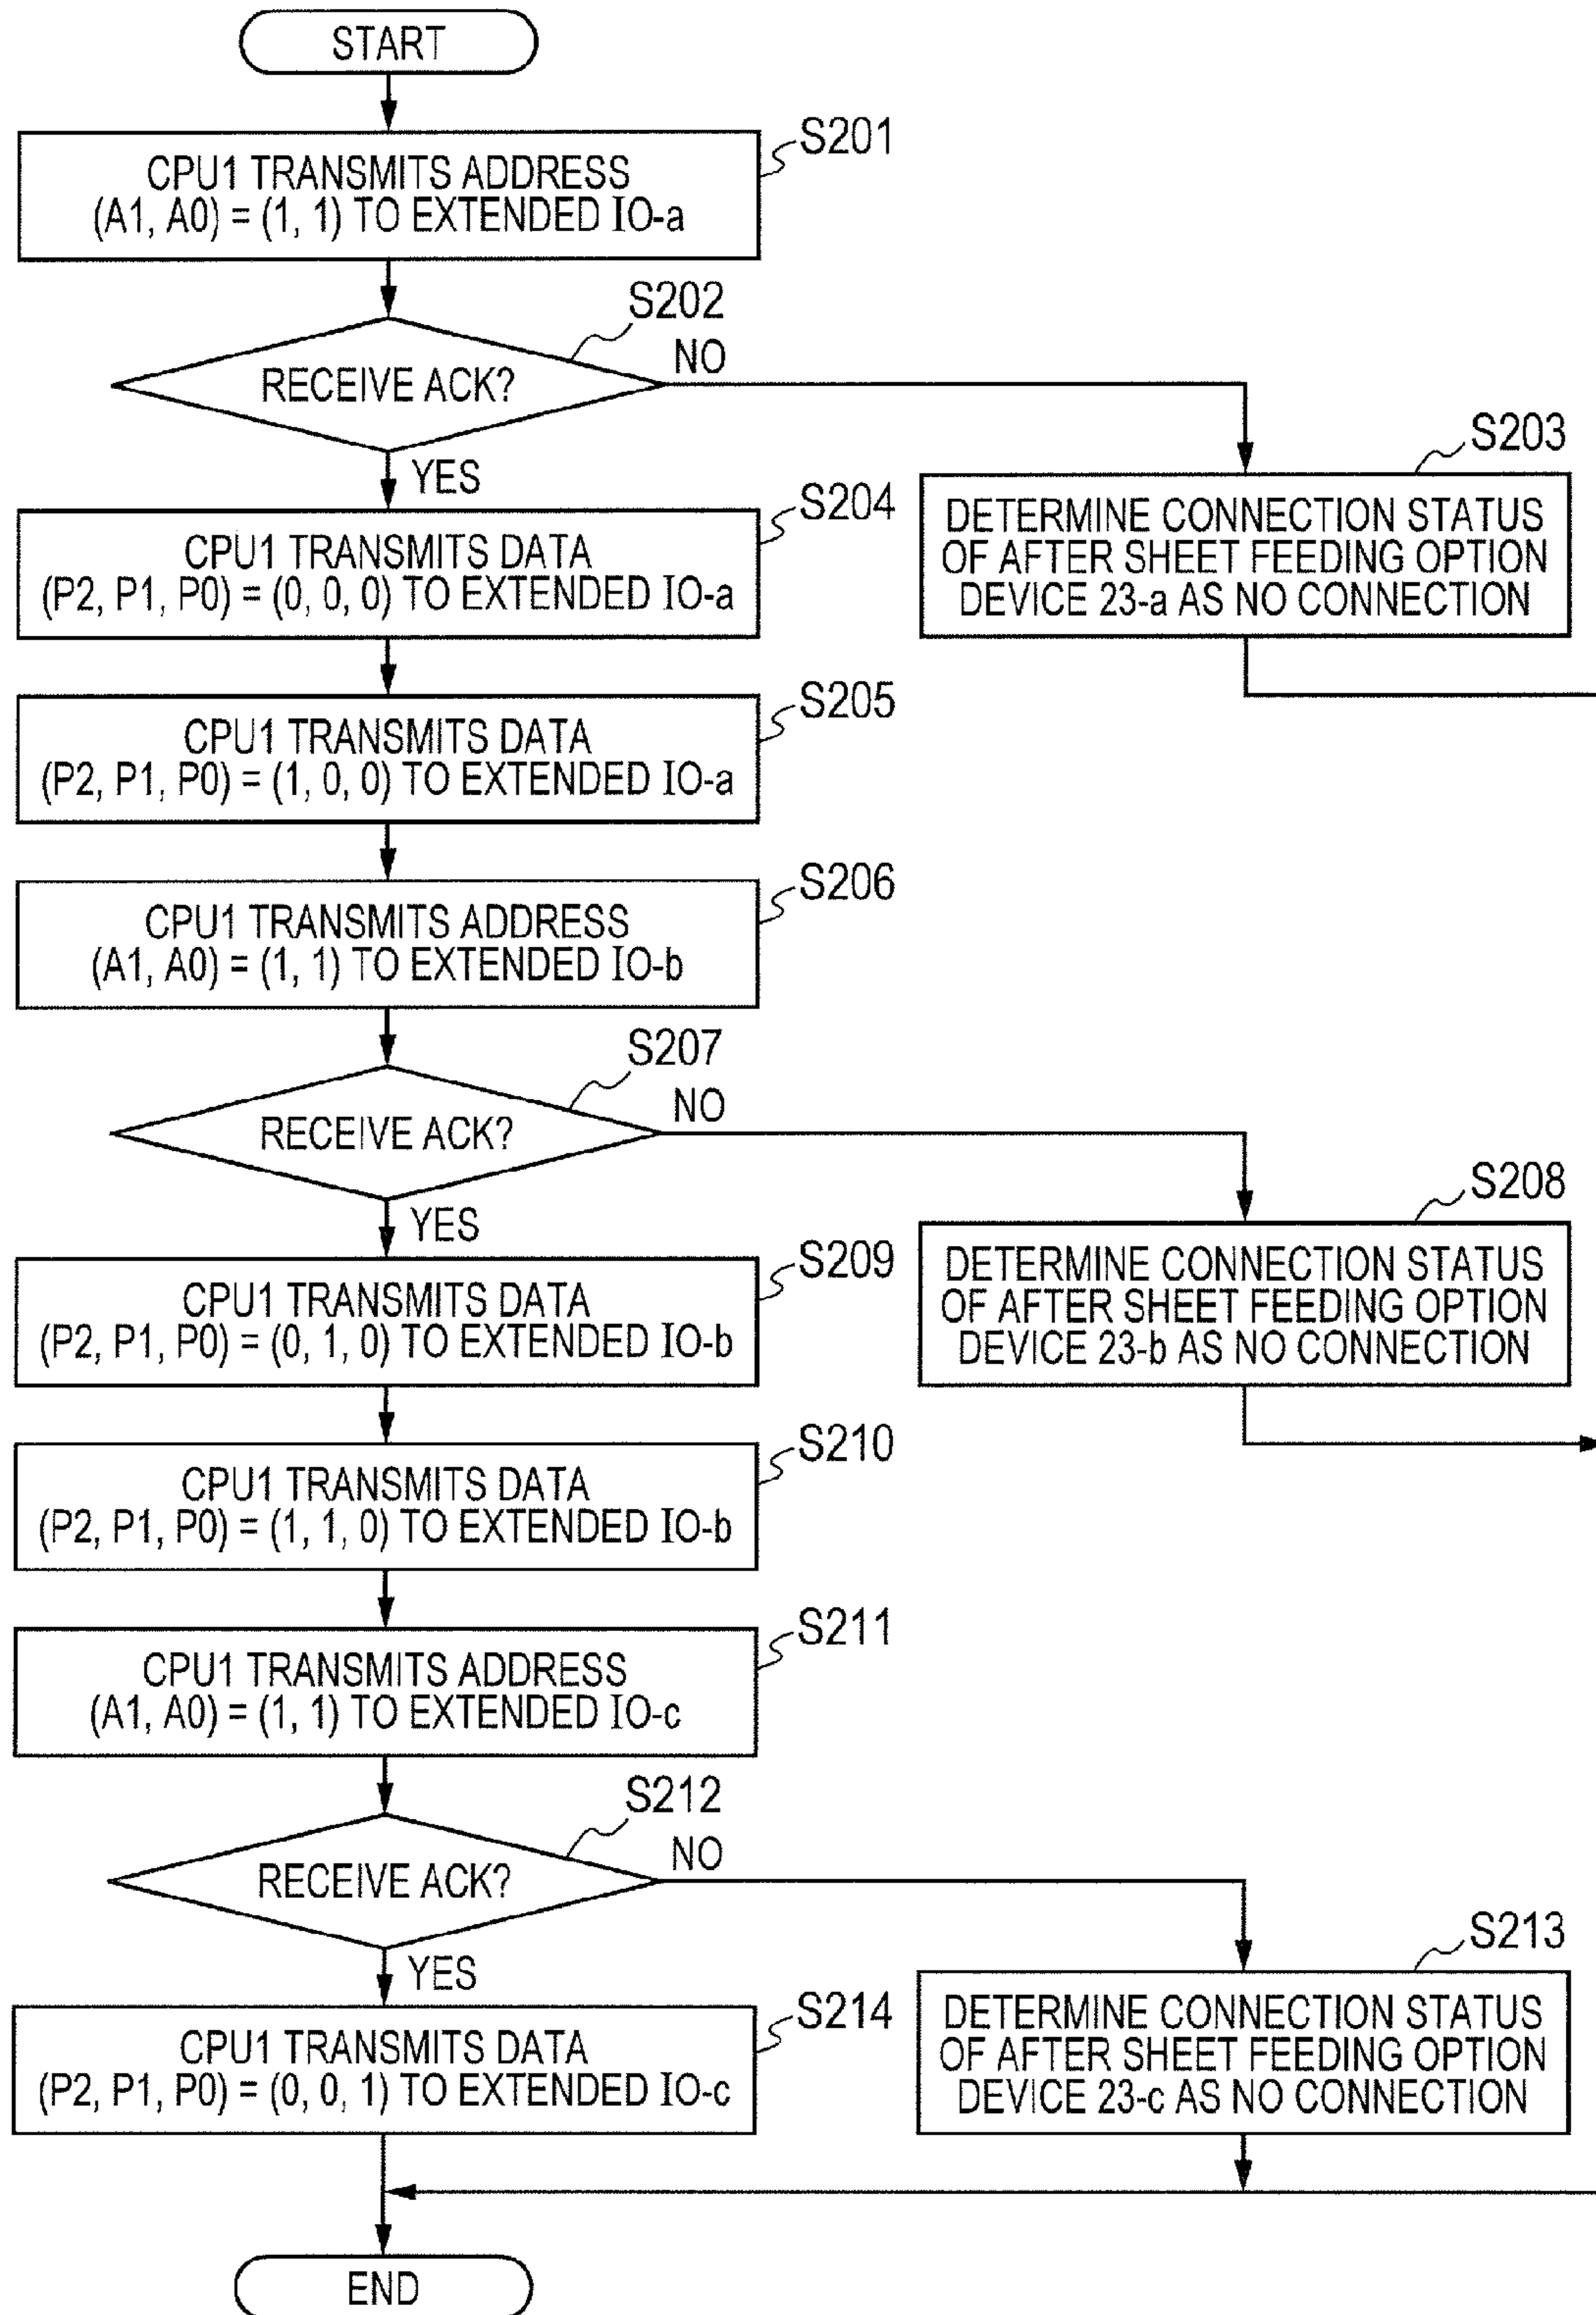 START
S201
CPU1 TRANSMITS ADDRESS
(A1, A0) = (1, 1) TO EXTENDED IO-a
S202
RECEIVE ACK?
NO
YES
S203
DETERMINE CONNECTION STATUS
OF AFTER SHEET FEEDING OPTION
DEVICE 23-a AS NO CONNECTION
S204
CPU1 TRANSMITS DATA
(P2, P1, P0) = (0, 0, 0) TO EXTENDED IO-a
S205
CPU1 TRANSMITS DATA
(P2, P1, P0) = (1, 0, 0) TO EXTENDED IO-a
S206
CPU1 TRANSMITS ADDRESS
(A1, A0) = (1, 1) TO EXTENDED IO-b
S207
RECEIVE ACK?
NO
YES
S208
DETERMINE CONNECTION STATUS
OF AFTER SHEET FEEDING OPTION
DEVICE 23-b AS NO CONNECTION
S209
CPU1 TRANSMITS DATA
(P2, P1, P0) = (0, 1, 0) TO EXTENDED IO-b
S210
CPU1 TRANSMITS DATA
(P2, P1, P0) = (1, 1, 0) TO EXTENDED IO-b
S211
CPU1 TRANSMITS ADDRESS
(A1, A0) = (1, 1) TO EXTENDED IO-c
S212
RECEIVE ACK?
NO
YES
S213
DETERMINE CONNECTION STATUS
OF AFTER SHEET FEEDING OPTION
DEVICE 23-c AS NO CONNECTION
S214
CPU1 TRANSMITS DATA
(P2, P1, P0) = (0, 0, 1) TO EXTENDED IO-c
END